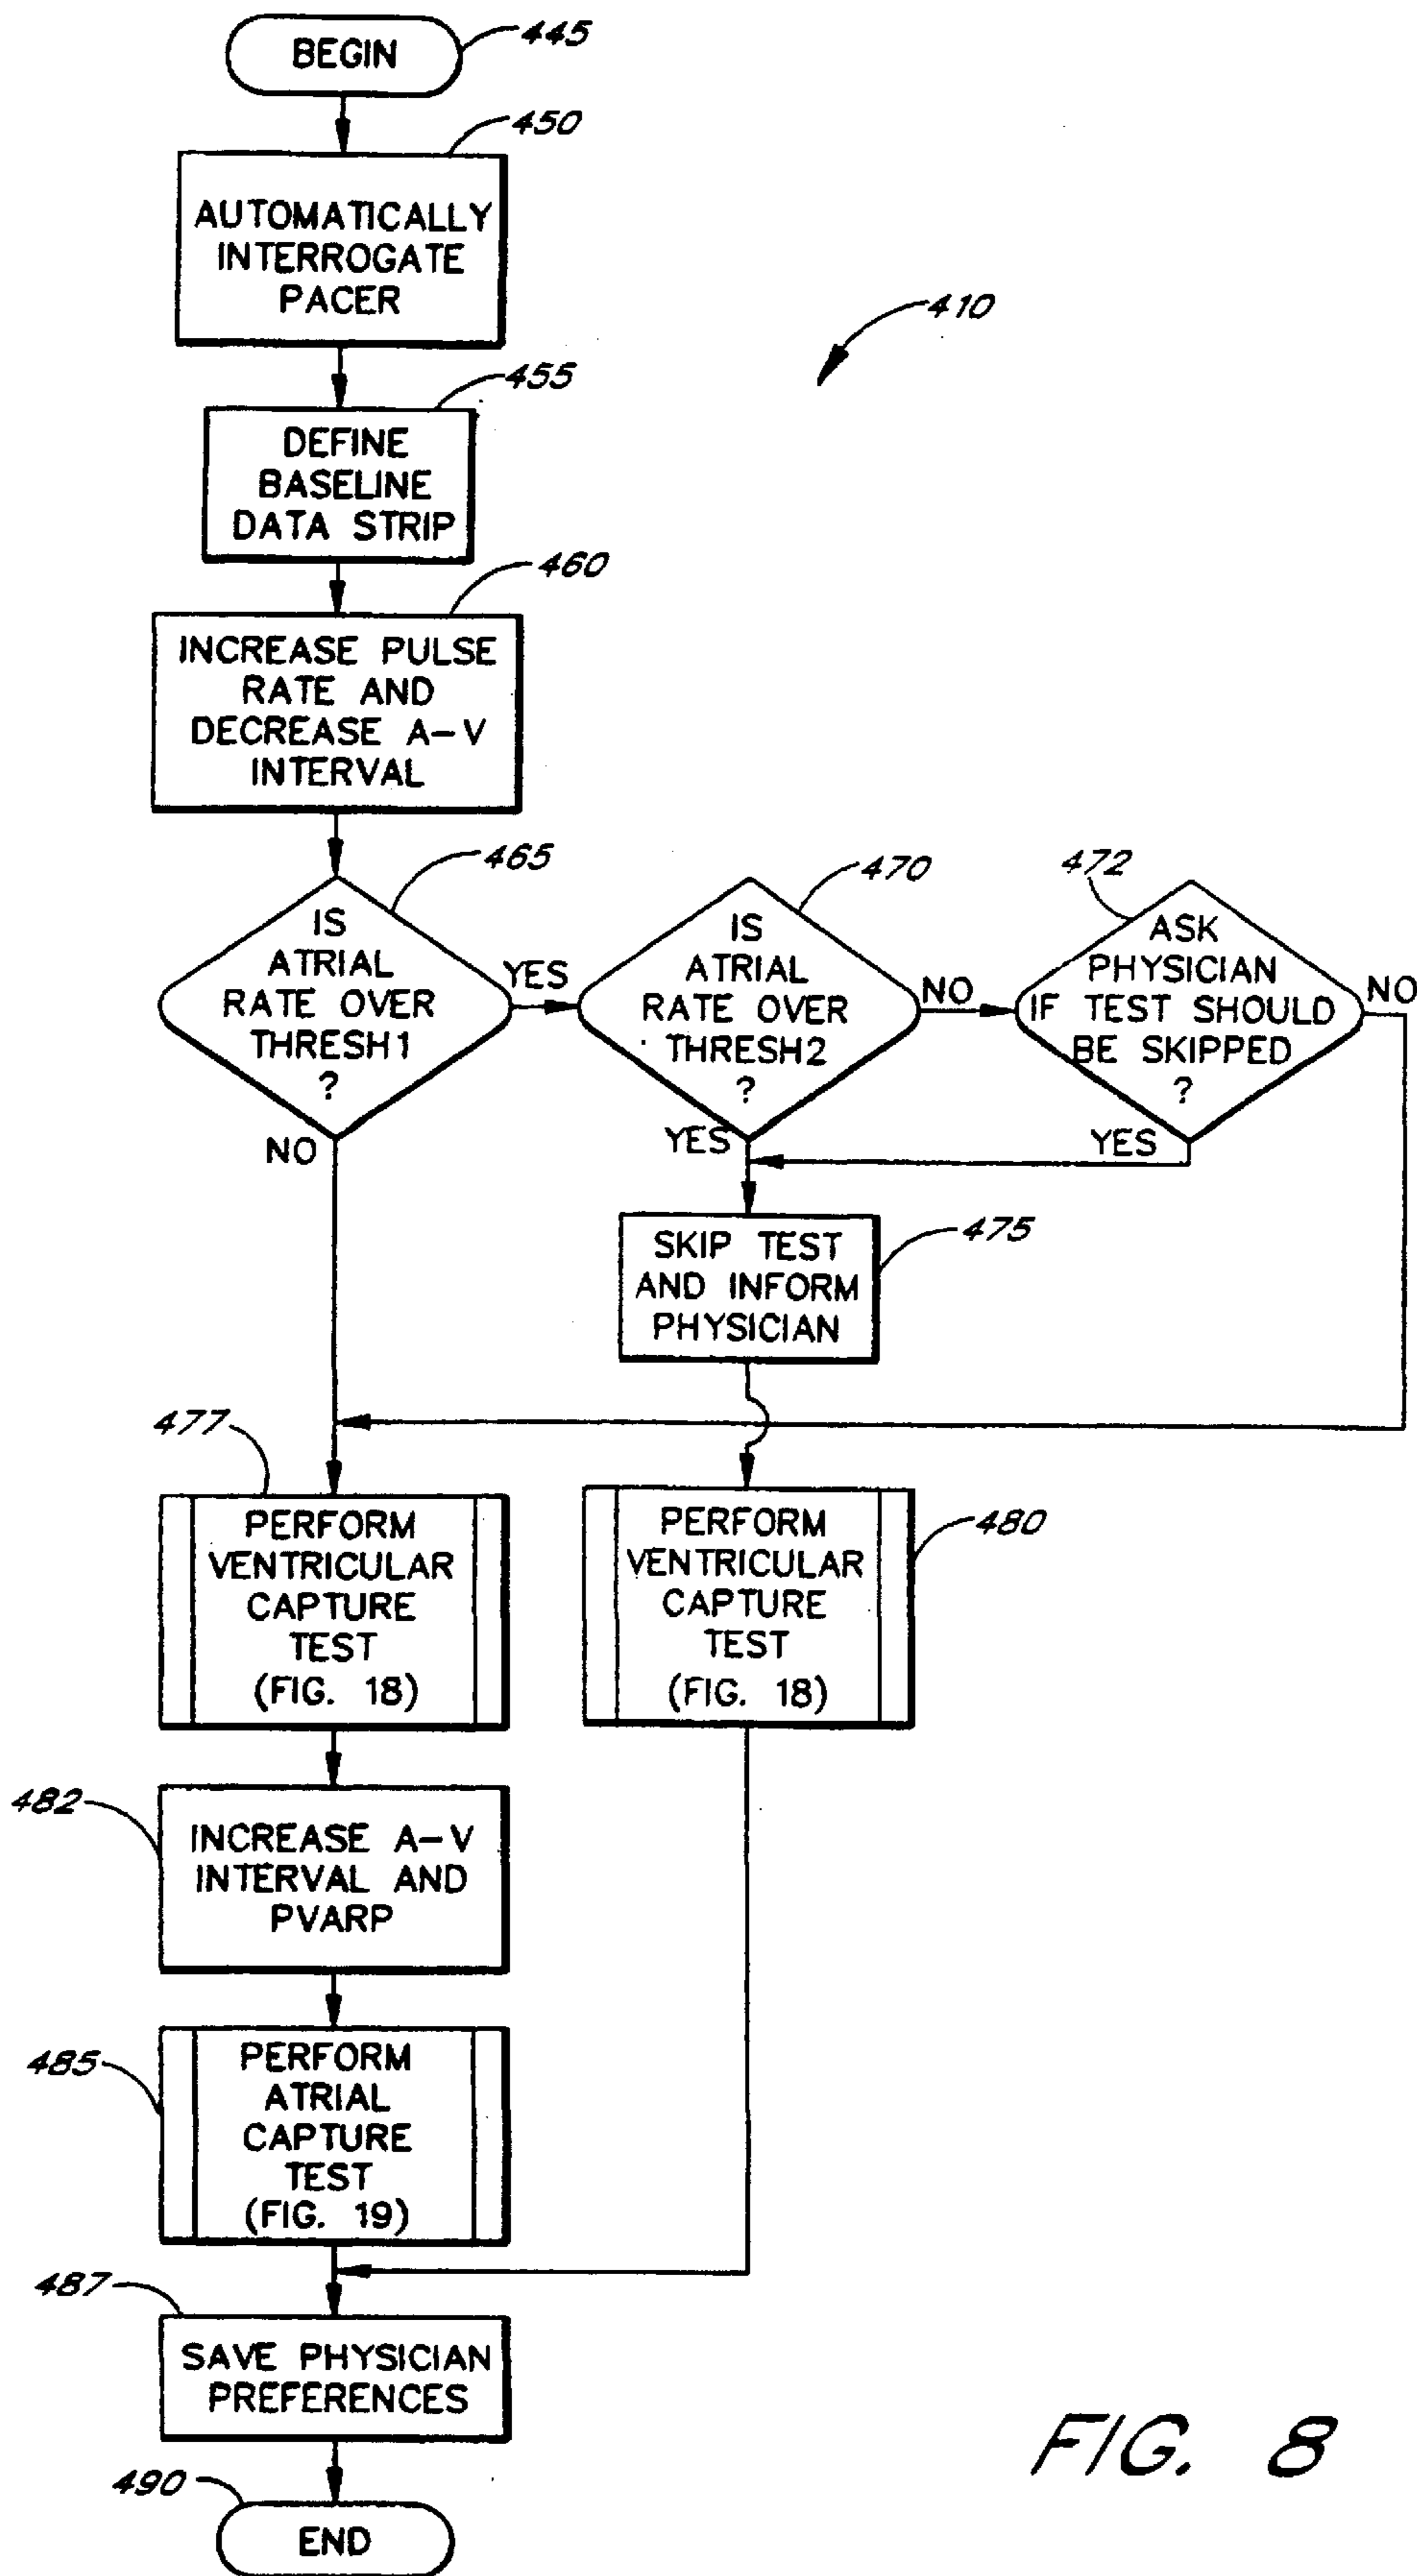 BEGIN
445
450
AUTOMATICALLY
INTERROGATE
PACER
410
455
DEFINE
BASELINE
DATA STRIP
460
INCREASE PULSE
RATE AND
DECREASE A-V
INTERVAL
465
IS
ATRIAL
RATE OVER
THRESH1
?
YES
NO
470
IS
ATRIAL
RATE OVER
THRESH2
?
NO
YES
472
ASK
PHYSICIAN
IF TEST SHOULD
BE SKIPPED
?
NO
YES
SKIP TEST
AND INFORM
PHYSICIAN
475
477
PERFORM
VENTRICULAR
CAPTURE
TEST
(FIG. 18)
PERFORM
VENTRICULAR
CAPTURE
TEST
(FIG. 18)
480
482
INCREASE A-V
INTERVAL AND
PVARP
485
PERFORM
ATRIAL
CAPTURE
TEST
(FIG. 19)
487
SAVE PHYSICIAN
PREFERENCES
490
END
FIG. 8